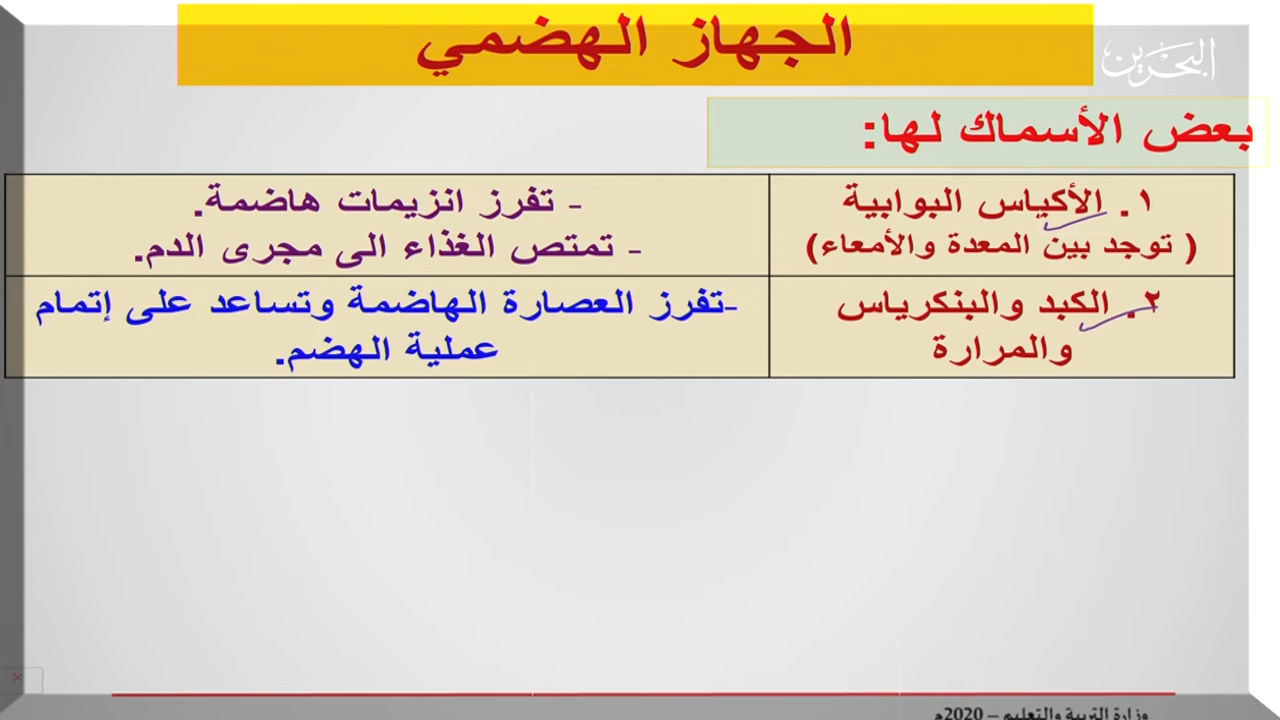 الجهاز الهضمي
البحرين
بعض الأسماك لها:
١. الأكياس البوابية
( توجد بين المعدة والأمعاء)
- تفرز انزيمات هاضمة.
- تمتص الغذاء الى مجرى الدم.
٢. الكبد والبنكرياس
والمرارة
-تفرز العصارة الهاضمة وتساعد على إتمام
عملية الهضم.
وزارة التربية والتعليم – 2020م